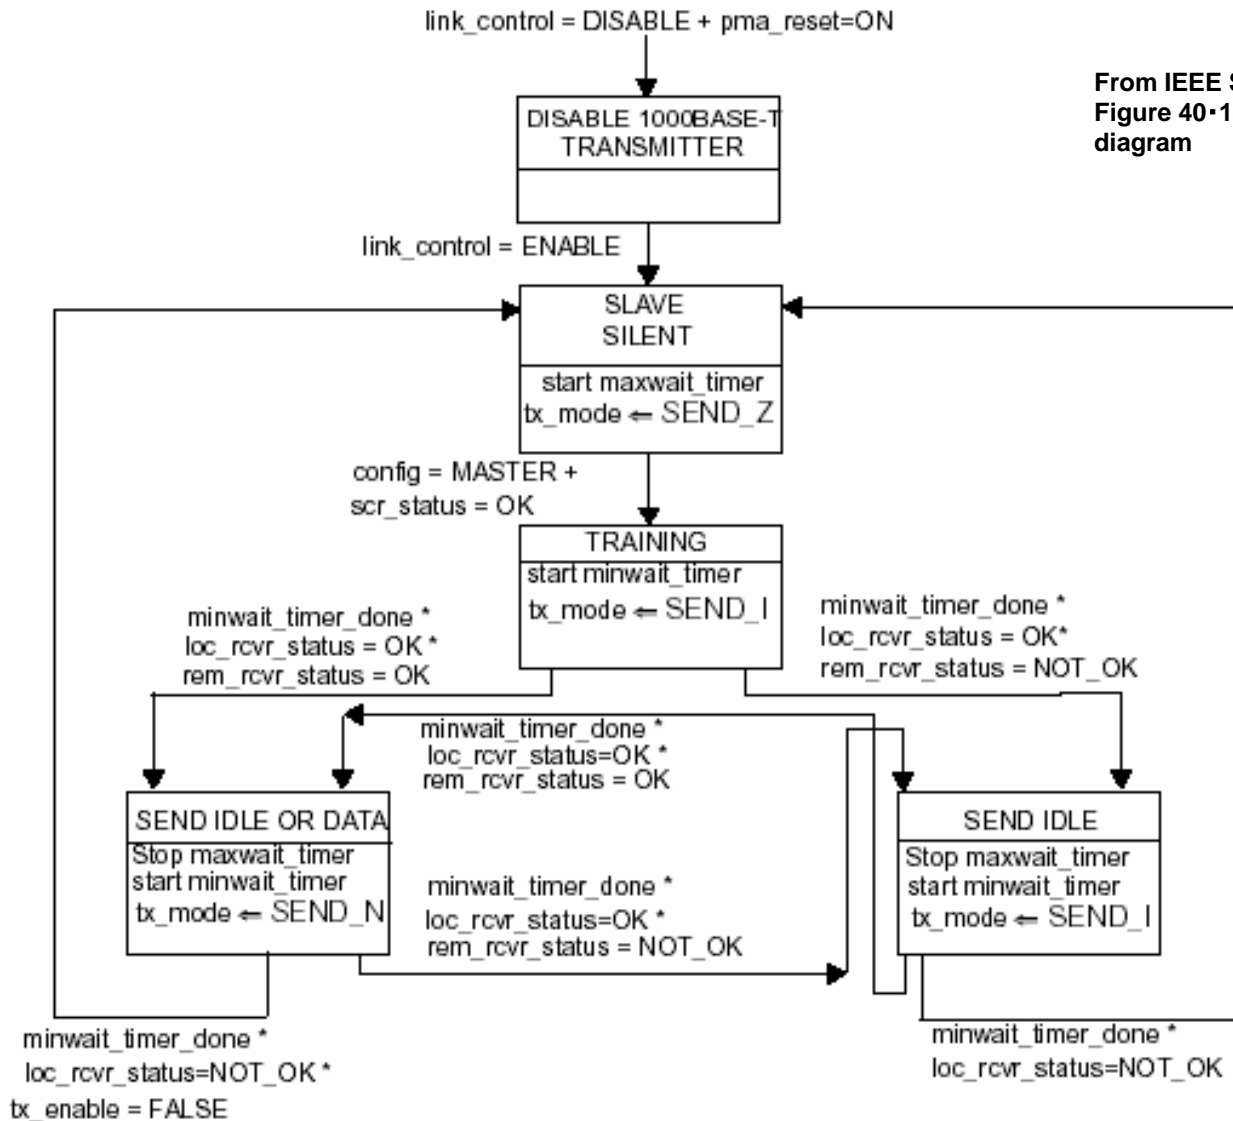 link_control = DISABLE + pma_reset=ON
From IEEE S
Figure 40·1
diagram
DISABLE 1000BASE-T
TRANSMITTER
link_control = ENABLE
SLAVE
SILENT
start maxwait_timer
tx_mode ⇐ SEND_Z
config = MASTER +
scr_status = OK
TRAINING
start minwait_timer
tx_mode ⇐ SEND_I
minwait_timer_done *
loc_rcvr_status = OK *
rem_rcvr_status = OK
minwait_timer_done *
loc_rcvr_status = OK*
rem_rcvr_status = NOT_OK
minwait_timer_done *
loc_rcvr_status=OK *
rem_rcvr_status = OK
SEND IDLE OR DATA
Stop maxwait_timer
start minwait_timer
tx_mode ⇐ SEND_N
minwait_timer_done *
loc_rcvr_status=OK *
rem_rcvr_status = NOT_OK
SEND IDLE
Stop maxwait_timer
start minwait_timer
tx_mode ⇐ SEND_I
minwait_timer_done *
loc_rcvr_status=NOT_OK *
tx_enable = FALSE
minwait_timer_done *
loc_rcvr_status=NOT_OK